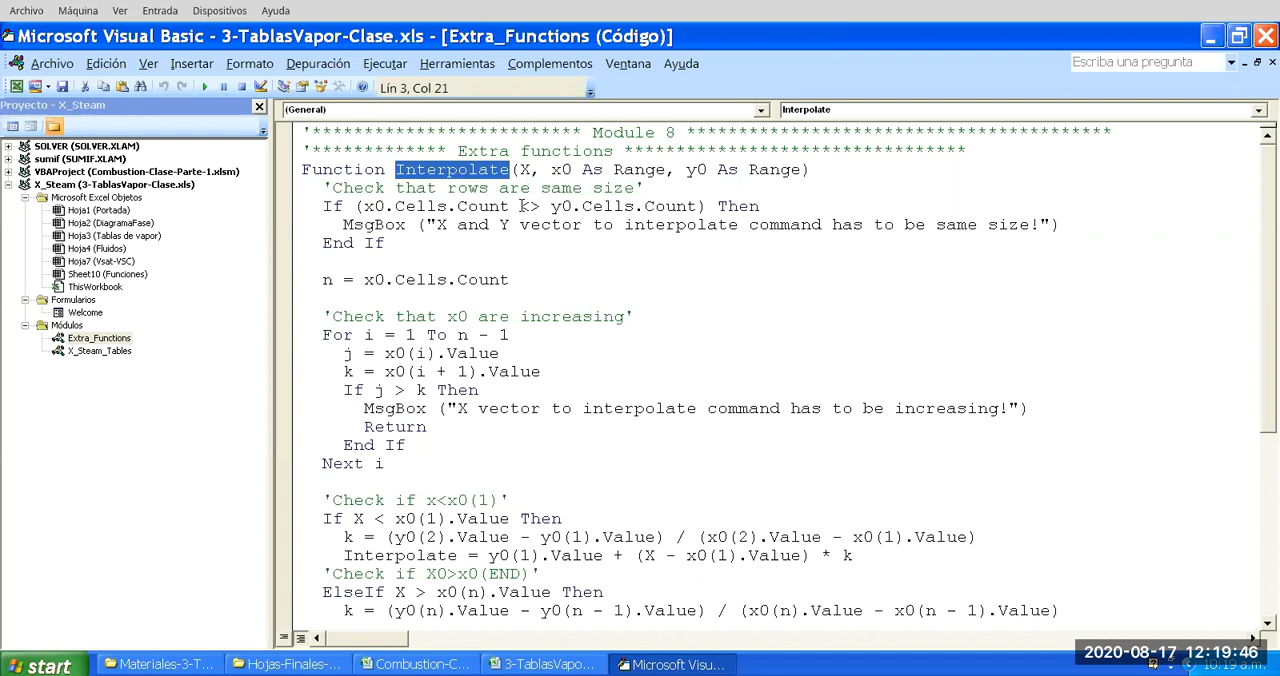 Archivo Máquina Ver Entrada Dispositivos Ayuda
Microsoft Visual Basic - 3-TablasVapor-Clase.xls - [Extra_Functions (Código)]
Archivo Edición Ver Insertar Formato Depuración Ejecutar Herramientas Complementos Ventana Ayuda Escriba una pregunta
Lín 3, Col 21
Proyecto - X_Steam
(General) Interpolate
SOLVER (SOLVER.XLAM)
sumif (SUMIF.XLAM)
VBAProject (Combustion-Clase-Parte-1.xlsm)
X_Steam (3-TablasVapor-Clase.xls)
Microsoft Excel Objetos
Hoja1 (Portada)
Hoja2 (DiagramaFase)
Hoja3 (Tablas de vapor)
Hoja4 (Fluidos)
Hoja7 (Vsat-VSC)
Sheet10 (Funciones)
ThisWorkbook
Formularios
Welcome
Módulos
Extra_Functions
X_Steam_Tables
'************************** Module 8 *****************************************
'************* Extra functions *********************************
Function Interpolate(X, x0 As Range, y0 As Range)
'Check that rows are same size'
If (x0.Cells.Count <> y0.Cells.Count) Then
MsgBox ("X and Y vector to interpolate command has to be same size!")
End If
n = x0.Cells.Count
'Check that x0 are increasing'
For i = 1 To n - 1
j = x0(i).Value
k = x0(i + 1).Value
If j > k Then
MsgBox ("X vector to interpolate command has to be increasing!")
Return
End If
Next i
'Check if x<x0(1)'
If X < x0(1).Value Then
k = (y0(2).Value - y0(1).Value) / (x0(2).Value - x0(1).Value)
Interpolate = y0(1).Value + (X - x0(1).Value) * k
'Check if X0>x0(END)'
ElseIf X > x0(n).Value Then
k = (y0(n).Value - y0(n - 1).Value) / (x0(n).Value - x0(n - 1).Value)
2020-08-17 12:19:46
start Materiales-3-T... Hojas-Finales-... Combustion-C... 3-TablasVapo... Microsoft Visu... 10:19 a.m.